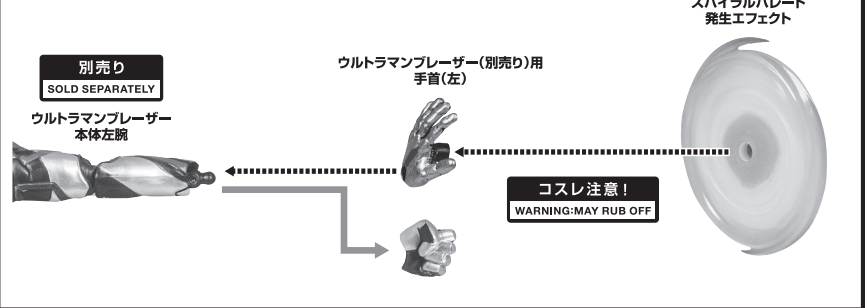 スパイラルバレード
発生エフェクト
ウルトラマンブレーザー(別売り)用
手首(左)
別売り
SOLD SEPARATELY
ウルトラマンブレーザー
本体左腕
コスレ注意!
WARNING:MAY RUB OFF